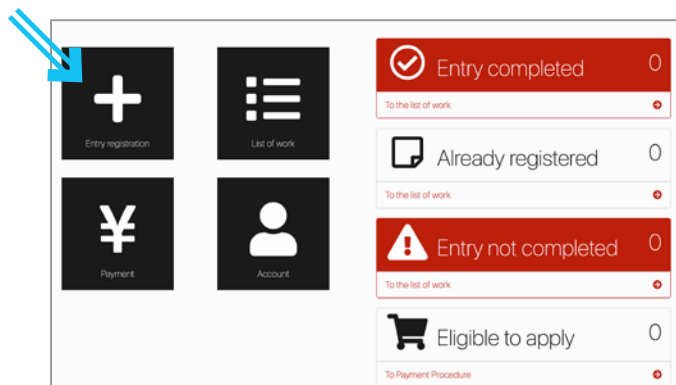 Entry registration
List of work
¥
Payment
Account
Entry completed 0
To the list of work
Already registered 0
To the list of work
Entry not completed 0
To the list of work
Eligible to apply 0
To Payment Procedure